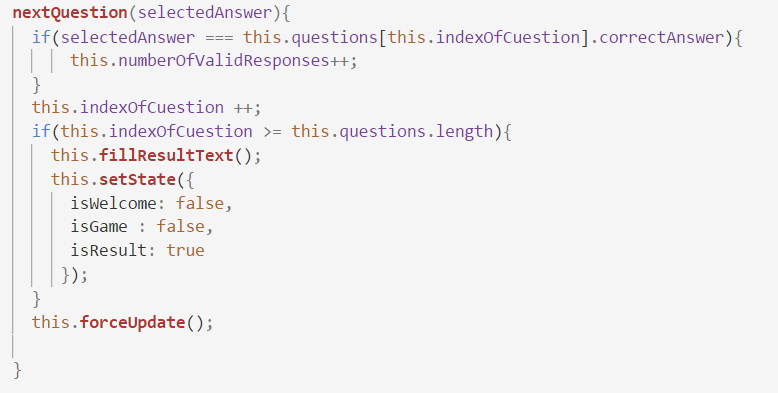 nextQuestion(selectedAnswer){
if(selectedAnswer === this.questions[this.indexOfCuestion].correctAnswer){
this.numberOfValidResponses++;
}
this.indexOfCuestion ++;
if(this.indexOfCuestion >= this.questions.length){
this.fillResultText();
this.setState({
isWelcome: false,
isGame : false,
isResult: true
});
}
this.forceUpdate();
}